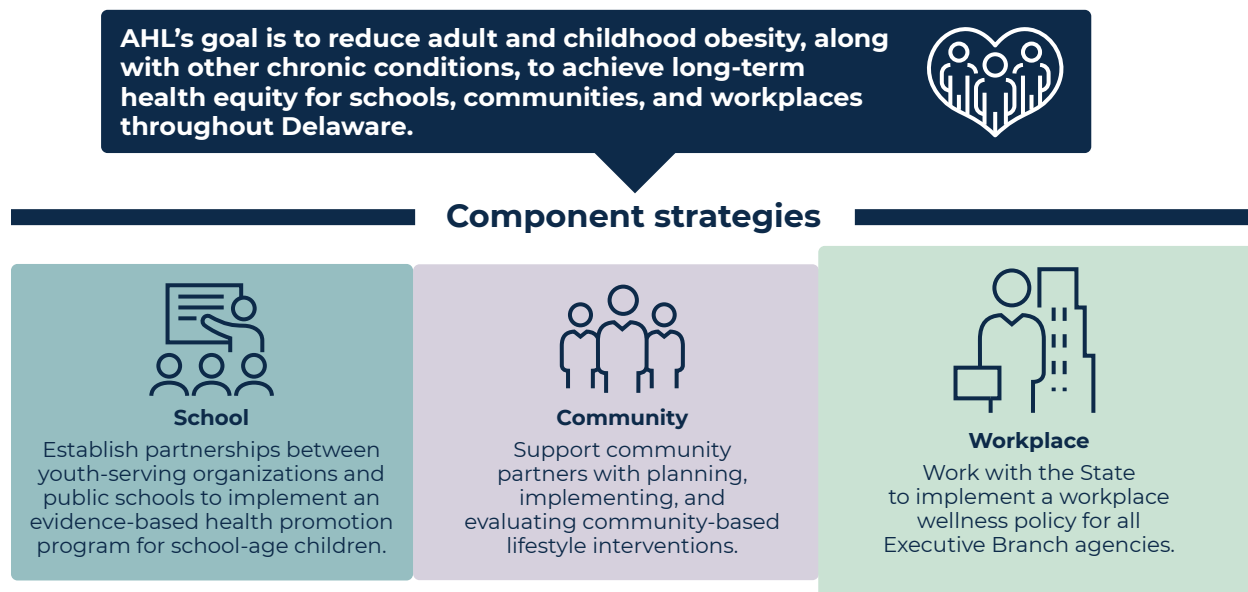 AHL’s goal is to reduce adult and childhood obesity, along
with other chronic conditions, to achieve long-term
health equity for schools, communities, and workplaces
throughout Delaware.
Component strategies
School
Establish partnerships between
youth-serving organizations and
public schools to implement an
evidence-based health promotion
program for school-age children.
Community
Support community
partners with planning,
implementing, and
evaluating community-based
lifestyle interventions.
Workplace
Work with the State
to implement a workplace
wellness policy for all
Executive Branch agencies.